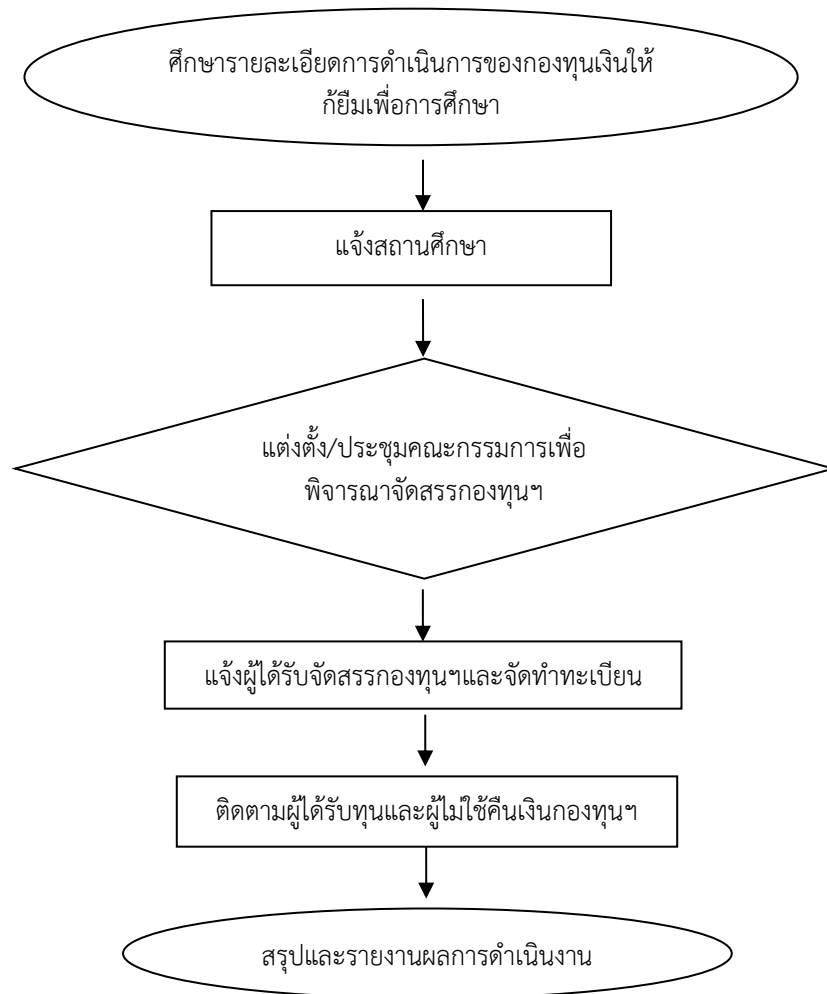 ศึกษารายละเอียดการดำเนินการของกองทุนเงินให้
ก้ยืมเพื่อการศึกษา
แจ้งสถานศึกษา
แต่งตั้ง/ประชุมคณะกรรมการเพื่อ
พิจารณาจัดสรรกองทุนฯ
แจ้งผู้ได้รับจัดสรรกองทุนฯและจัดทำทะเบียน
ติดตามผู้ได้รับทุนและผู้ไม่ใช้คืนเงินกองทุนฯ
สรุปและรายงานผลการดำเนินงาน